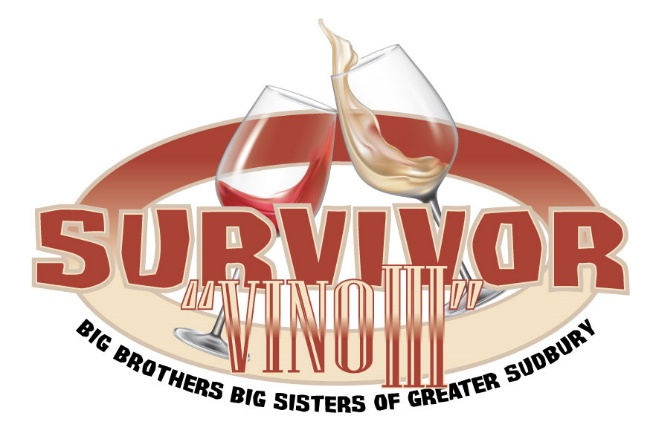 SURVIVOR
"VINO III"
BIG BROTHERS BIG SISTERS OF GREATER SUDBURY